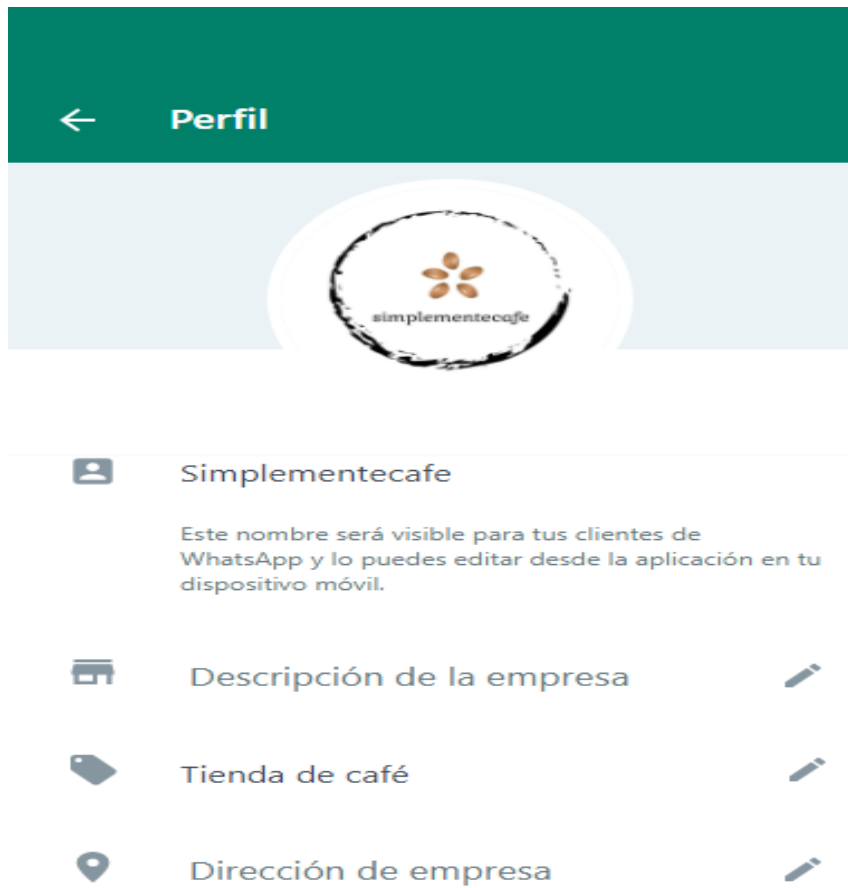 Perfil
simplementecafe
Simplementecafe
Este nombre será visible para tus clientes de
WhatsApp y lo puedes editar desde la aplicación en tu
dispositivo móvil.
Descripción de la empresa
Tienda de café
Dirección de empresa